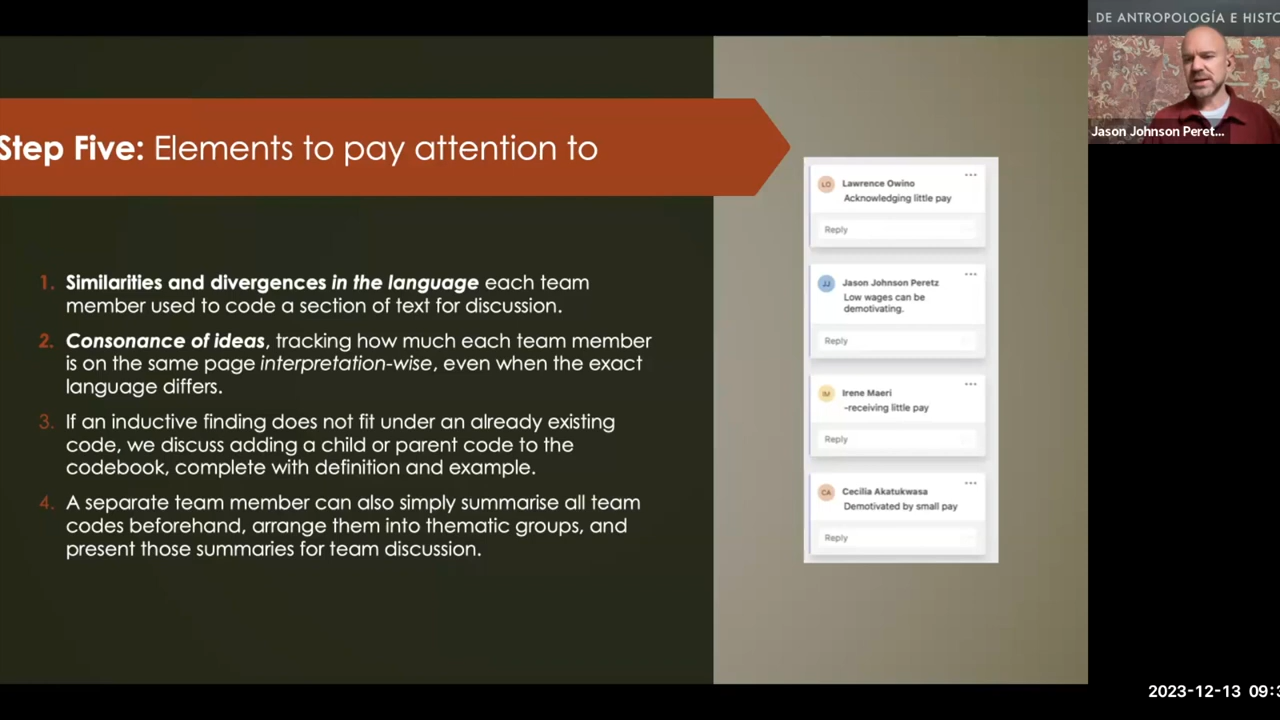 DE ANTROPOLOGÍA E HISTO
Jason Johnson Peret...
Step Five: Elements to pay attention to
1. Similarities and divergences in the language each team
member used to code a section of text for discussion.
2. Consonance of ideas, tracking how much each team member
is on the same page interpretation-wise, even when the exact
language differs.
3. If an inductive finding does not fit under an already existing
code, we discuss adding a child or parent code to the
codebook, complete with definition and example.
4. A separate team member can also simply summarise all team
codes beforehand, arrange them into thematic groups, and
present those summaries for team discussion.
LO Lawrence Owino
Acknowledging little pay
Reply
JJ Jason Johnson Peretz
Low wages can be
demotivating.
Reply
IM Irene Maeri
-receiving little pay
Reply
CA Cecilia Akatukwasa
Demotivated by small pay
Reply
2023-12-13 09:3